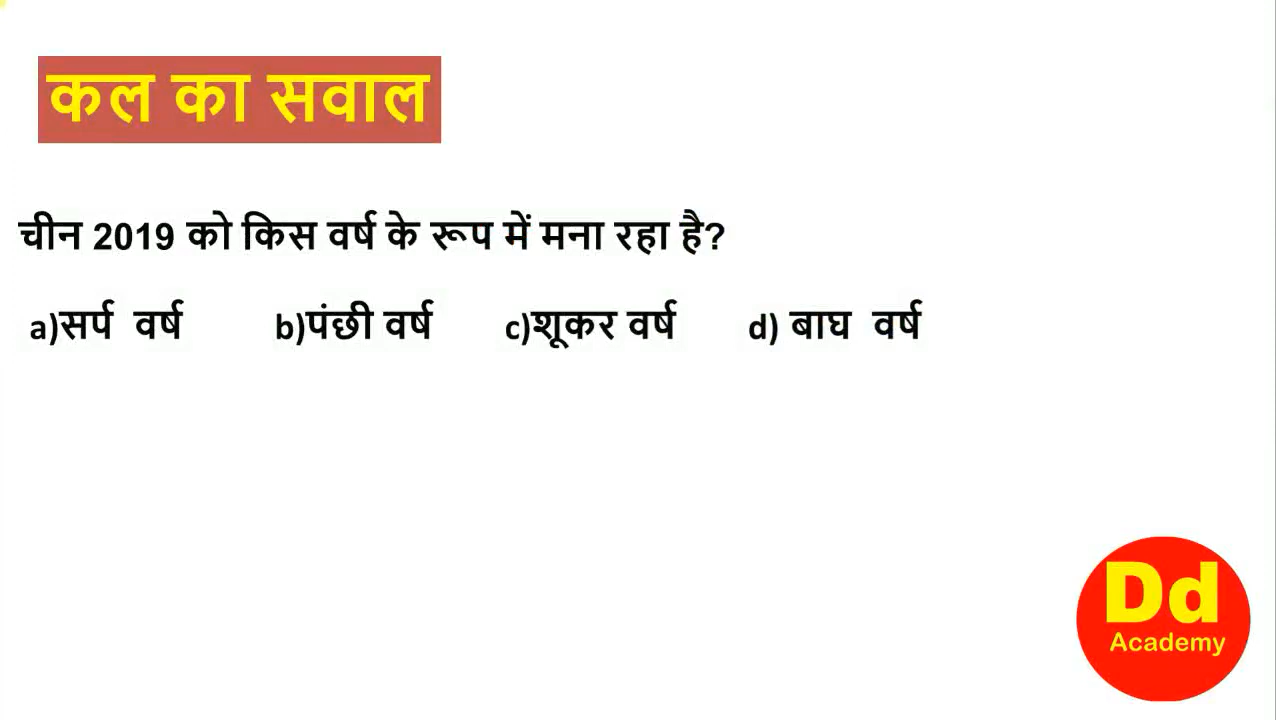 कल का सवाल
चीन 2019 को किस वर्ष के रूप में मना रहा है?
a)सर्प वर्ष b)पंछी वर्ष c)शूकर वर्ष d) बाघ वर्ष
Dd
Academy